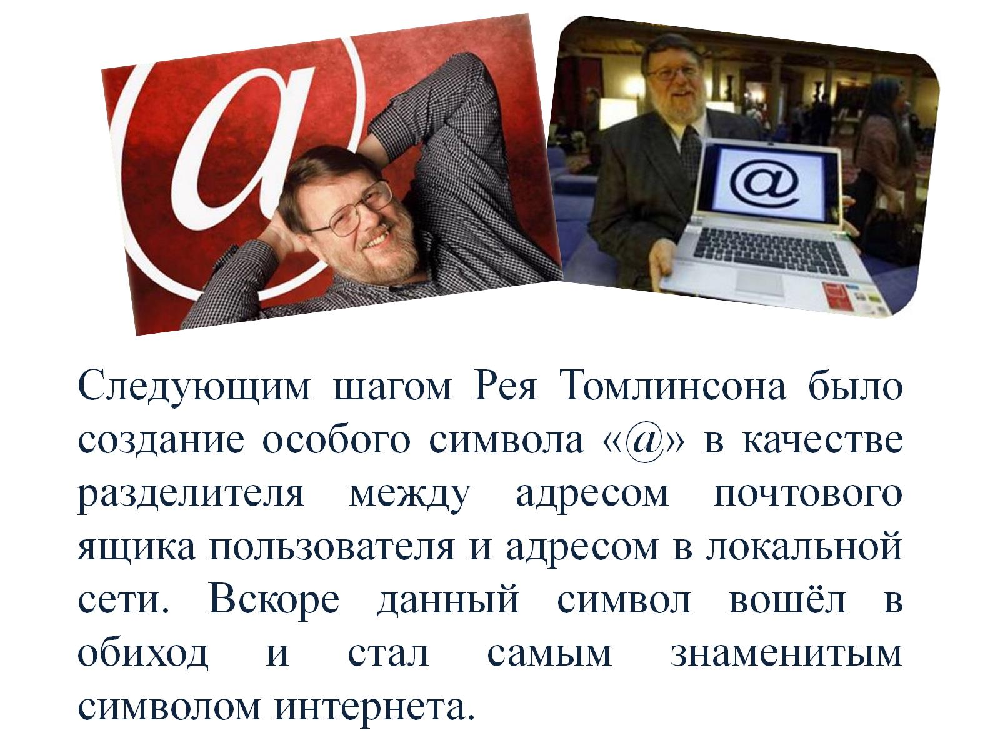 @
@
Следующим шагом Рея Томлинсона было
создание особого символа «@» в качестве
разделителя между адресом почтового
ящика пользователя и адресом в локальной
сети. Вскоре данный символ вошёл в
обиход и стал самым знаменитым
символом интернета.